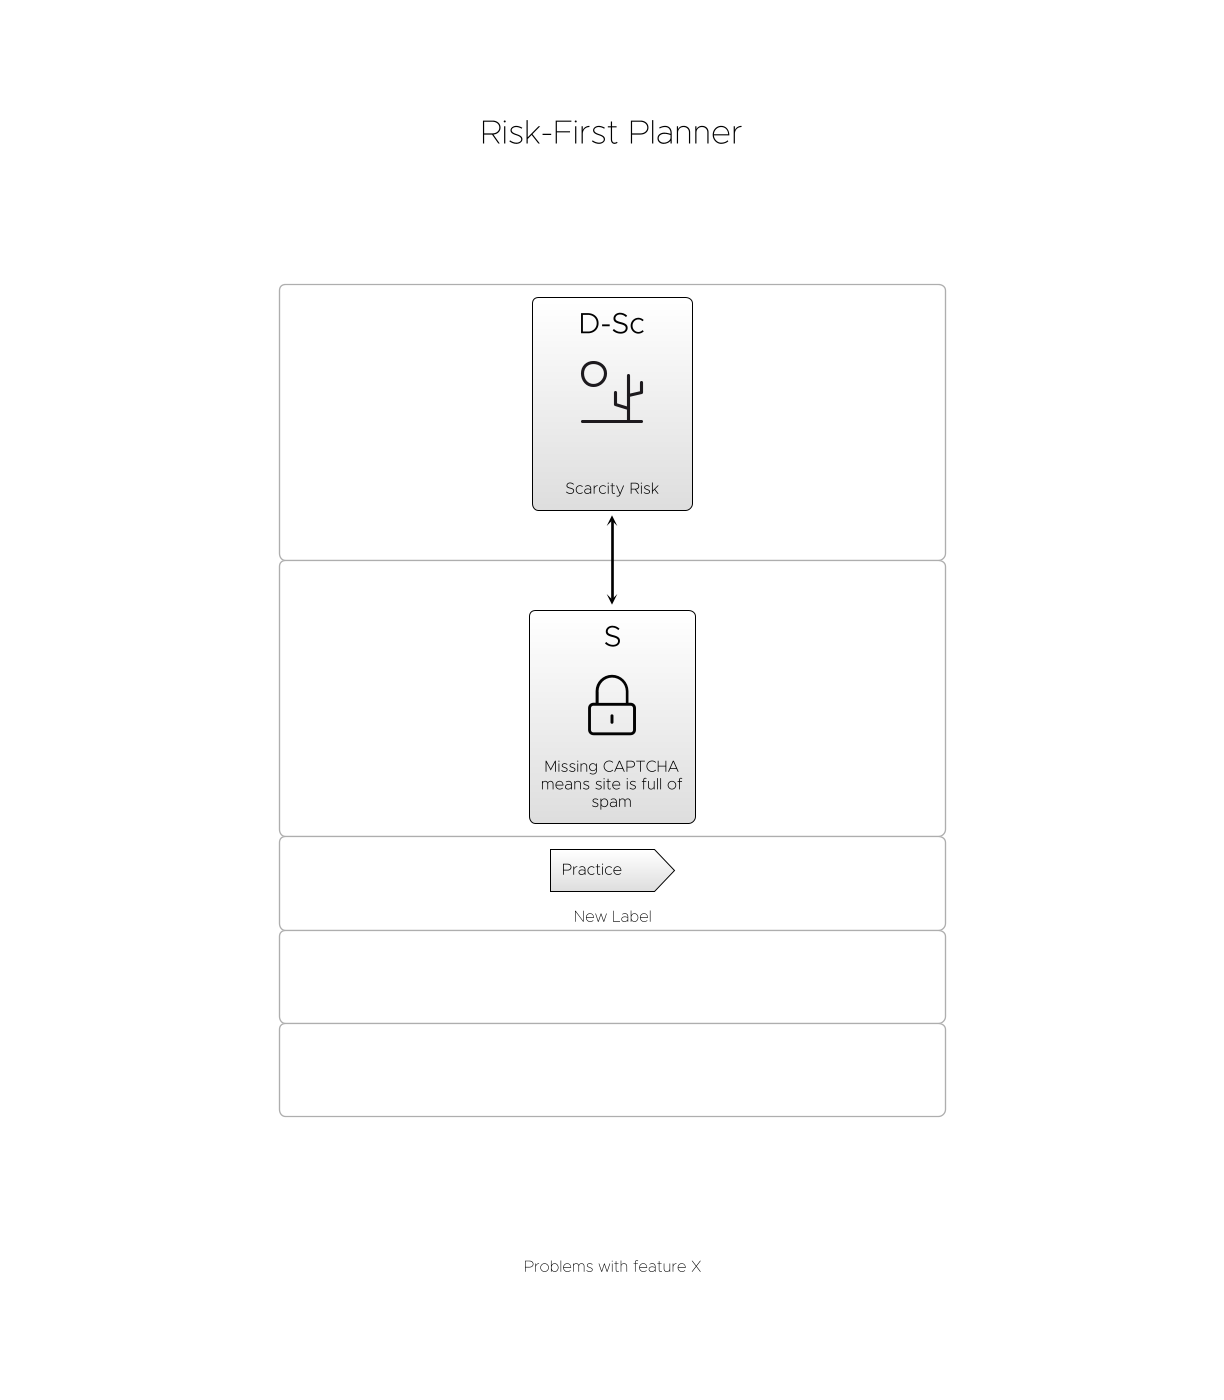 Risk-First Planner
D-Sc
Scarcity Risk
S
Missing CAPTCHA
means site is full of
spam
Practice
New Label
Problems with feature X